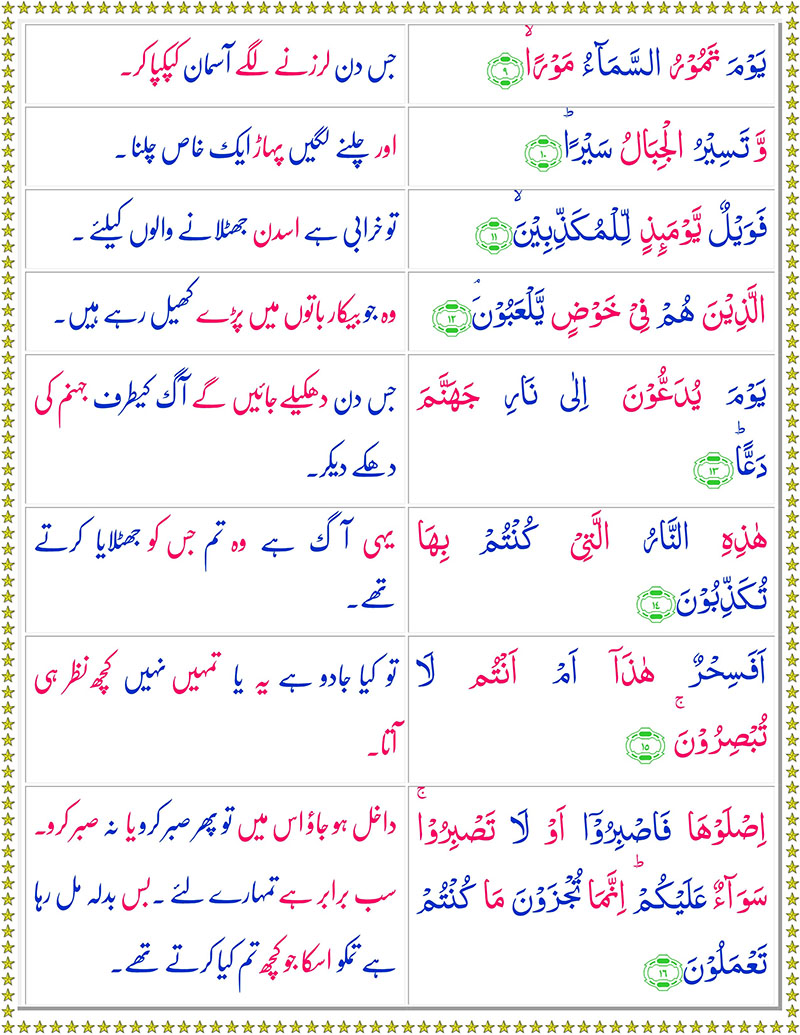 يَوْمَ تَمُوْرُ السَّمَآءُ مَوْرًا ۙ ﴿۹﴾
جس دن لرزنے لگے آسمان کپکپا کر۔
وَّ تَسِيْرُ الْجِبَالُ سَيْرًا ؕ ﴿۱۰﴾
اور چلنے لگیں پہاڑ ایک خاص چلنا۔
فَوَيْلٌ يَّوْمَئِذٍ لِّلْمُكَذِّبِيْنَ ۙ ﴿۱۱﴾
تو خرابی ہے اسدن جھٹلانے والوں کیلئے۔
الَّذِيْنَ هُمْ فِيْ خَوْضٍ يَّلْعَبُوْنَ ۘ ﴿۱۲﴾
وہ جو بیکار باتوں میں پڑے کھیل رہے ہیں۔
يَوْمَ يُدَعُّوْنَ اِلٰى نَارِ جَهَنَّمَ
دَعًّا ؕ ﴿۱۳﴾
جس دن دھکیلے جائیں گے آگ کیطرف جہنم کی
دھکے دیکر۔
هٰذِهِ النَّارُ الَّتِيْ كُنْتُمْ بِهَا
تُكَذِّبُوْنَ ﴿۱۴﴾
یہی آگ ہے وہ تم جس کو جھٹلایا کرتے
تھے۔
اَفَسِحْرٌ هٰذَآ اَمْ اَنْتُم لَا
تُبْصِرُوْنَ ۚ ﴿۱۵﴾
تو کیا جادو ہے یہ یا تمہیں نہیں کچھ نظر ہی
آتا۔
اِصْلَوْهَا فَاصْبِرُوْٓا اَوْ لَا تَصْبِرُوْا ۚ
سَوَآءٌ عَلَيْكُمْ ؕ اِنَّمَا تُجْزَوْنَ مَا كُنْتُمْ
تَعْمَلُوْنَ ﴿۱۶﴾
داخل ہو جاؤ اس میں تو پھر صبر کرو یا نہ صبر کرو۔
سب برابر ہے تمہارے لئے۔ بس بدلہ مل رہا
ہے تمکو اسکا جو کچھ تم کیا کرتے تھے۔